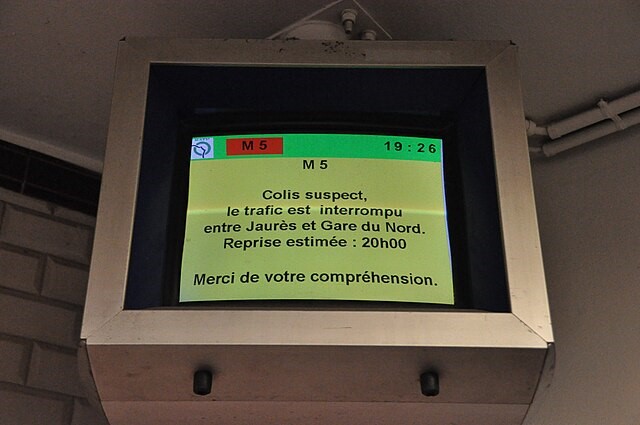 M 5 19:26
M 5
Colis suspect,
le trafic est interrompu
entre Jaurès et Gare du Nord.
Reprise estimée : 20h00
Merci de votre compréhension.